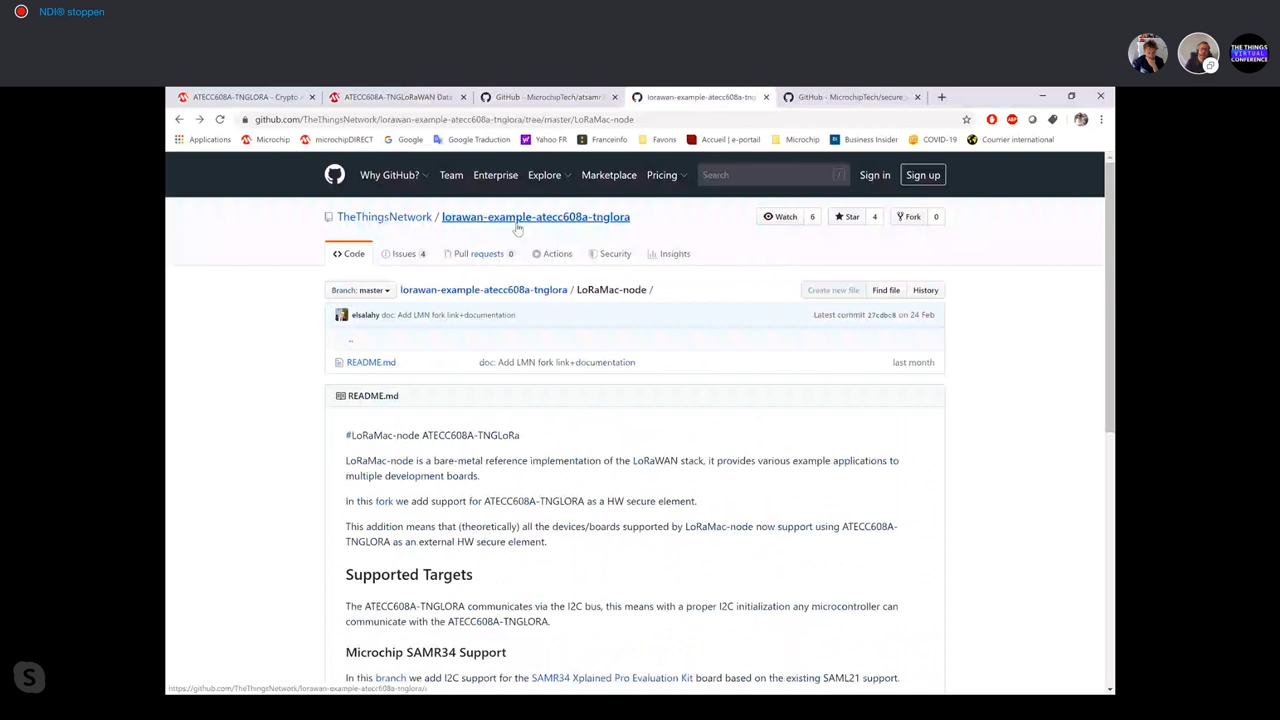 NDI® stoppen
THE THINGS
VIRTUAL
CONFERENCE
ATECC608A-TNGLORA - Crypto
ATECC608A-TNGLoRaWAN Data
GitHub - MicrochipTech/atsamr
lorawan-example-atecc608a-tng
GitHub - MicrochipTech/secure
github.com/TheThingsNetwork/lorawan-example-atecc608a-tnglora/tree/master/LoRaMac-node
Applications Microchip microchipDIRECT Google Google Traduction Yahoo FR Franceinfo Favoris Accueil | e-portail Microchip Business Insider COVID-19 Courrier international
Why GitHub? Team Enterprise Explore Marketplace Pricing Search / Sign in Sign up
TheThingsNetwork / lorawan-example-atecc608a-tnglora Watch 6 Star 4 Fork 0
Code Issues 4 Pull requests 0 Actions Security Insights
Branch: master lorawan-example-atecc608a-tnglora / LoRaMac-node / Create new file Find file History
elsalahy doc: Add LMN fork link+documentation Latest commit 27cdbc8 on 24 Feb
..
README.md doc: Add LMN fork link+documentation last month
README.md
#LoRaMac-node ATECC608A-TNGLoRa
LoRaMac-node is a bare-metal reference implementation of the LoRaWAN stack, it provides various example applications to
multiple development boards.
In this fork we add support for ATECC608A-TNGLORA as a HW secure element.
This addition means that (theoretically) all the devices/boards supported by LoRaMac-node now support using ATECC608A-
TNGLORA as an external HW secure element.
Supported Targets
The ATECC608A-TNGLORA communicates via the I2C bus, this means with a proper I2C initialization any microcontroller can
communicate with the ATECC608A-TNGLORA.
Microchip SAMR34 Support
In this branch we add I2C support for the SAMR34 Xplained Pro Evaluation Kit board based on the existing SAML21 support.
https://github.com/TheThingsNetwork/lorawan-example-atecc608a-tnglora/
S